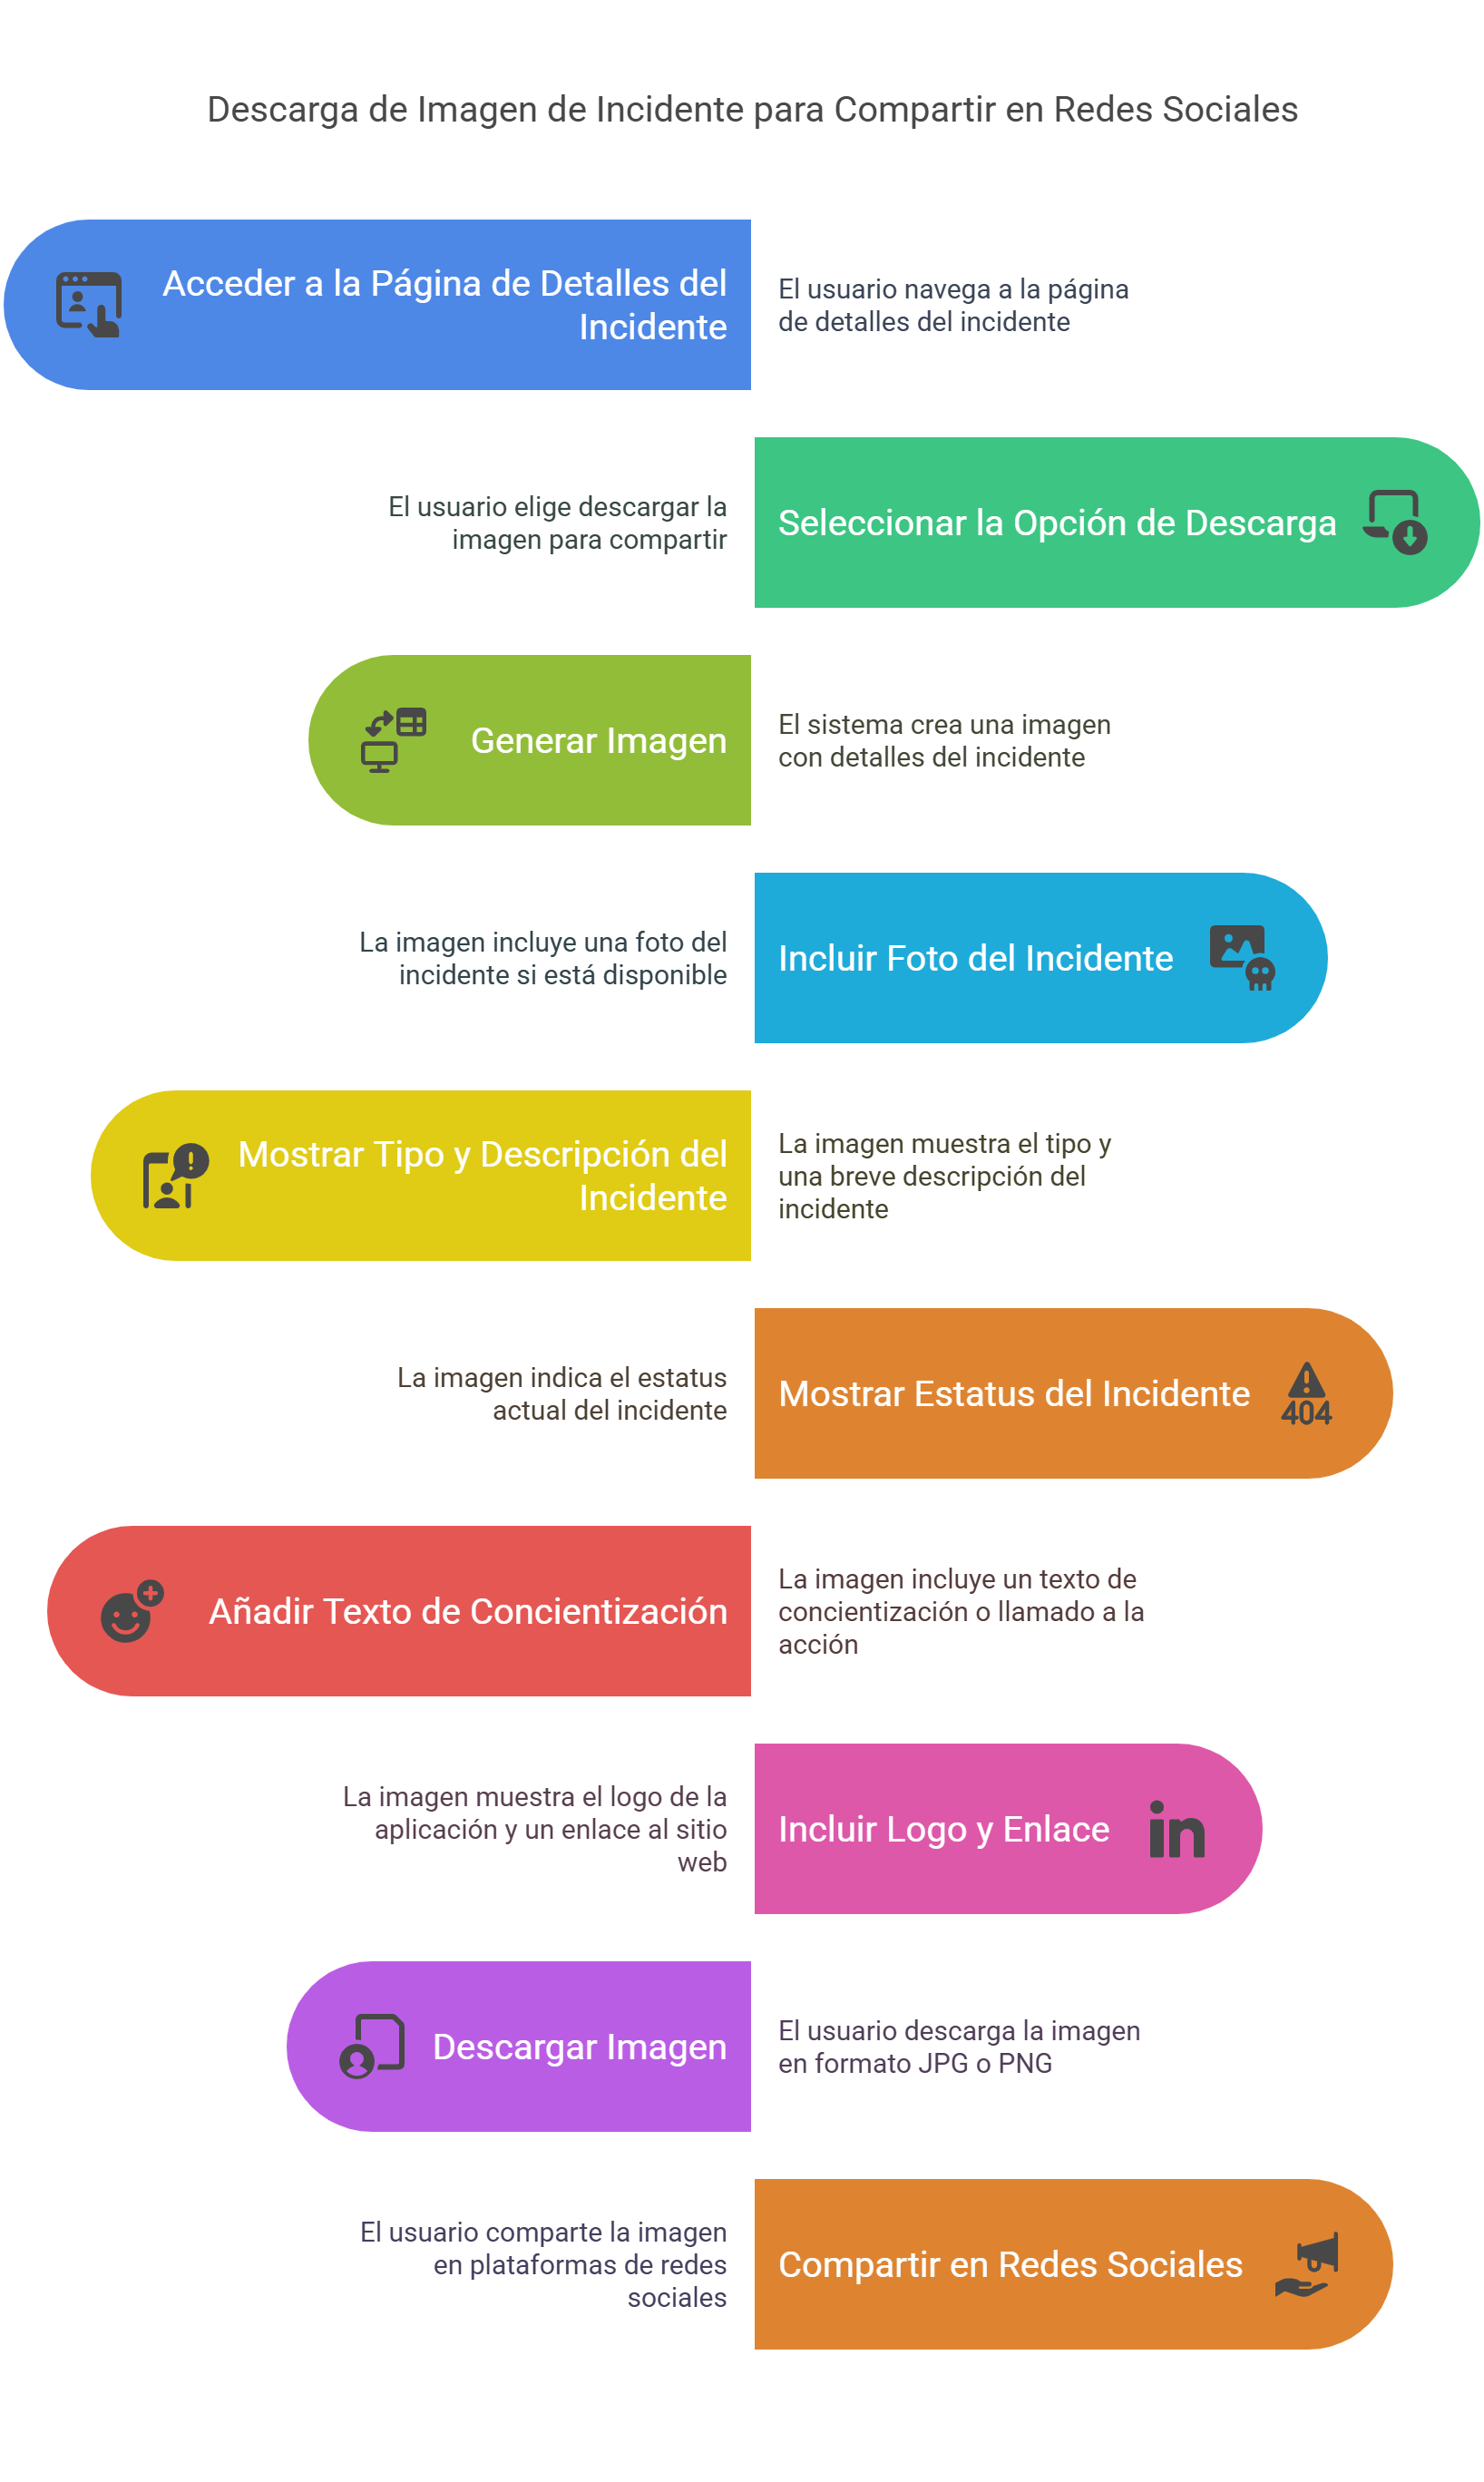 Descarga de Imagen de Incidente para Compartir en Redes Sociales
Acceder a la Página de Detalles del
Incidente
El usuario navega a la página
de detalles del incidente
El usuario elige descargar la
imagen para compartir
Seleccionar la Opción de Descarga
Generar Imagen
El sistema crea una imagen
con detalles del incidente
La imagen incluye una foto del
incidente si está disponible
Incluir Foto del Incidente
Mostrar Tipo y Descripción del
Incidente
La imagen muestra el tipo y
una breve descripción del
incidente
La imagen indica el estatus
actual del incidente
Mostrar Estatus del Incidente
404
Añadir Texto de Concientización
La imagen incluye un texto de
concientización o llamado a la
acción
La imagen muestra el logo de la
aplicación y un enlace al sitio
web
Incluir Logo y Enlace
in
Descargar Imagen
El usuario descarga la imagen
en formato JPG o PNG
El usuario comparte la imagen
en plataformas de redes
sociales
Compartir en Redes Sociales